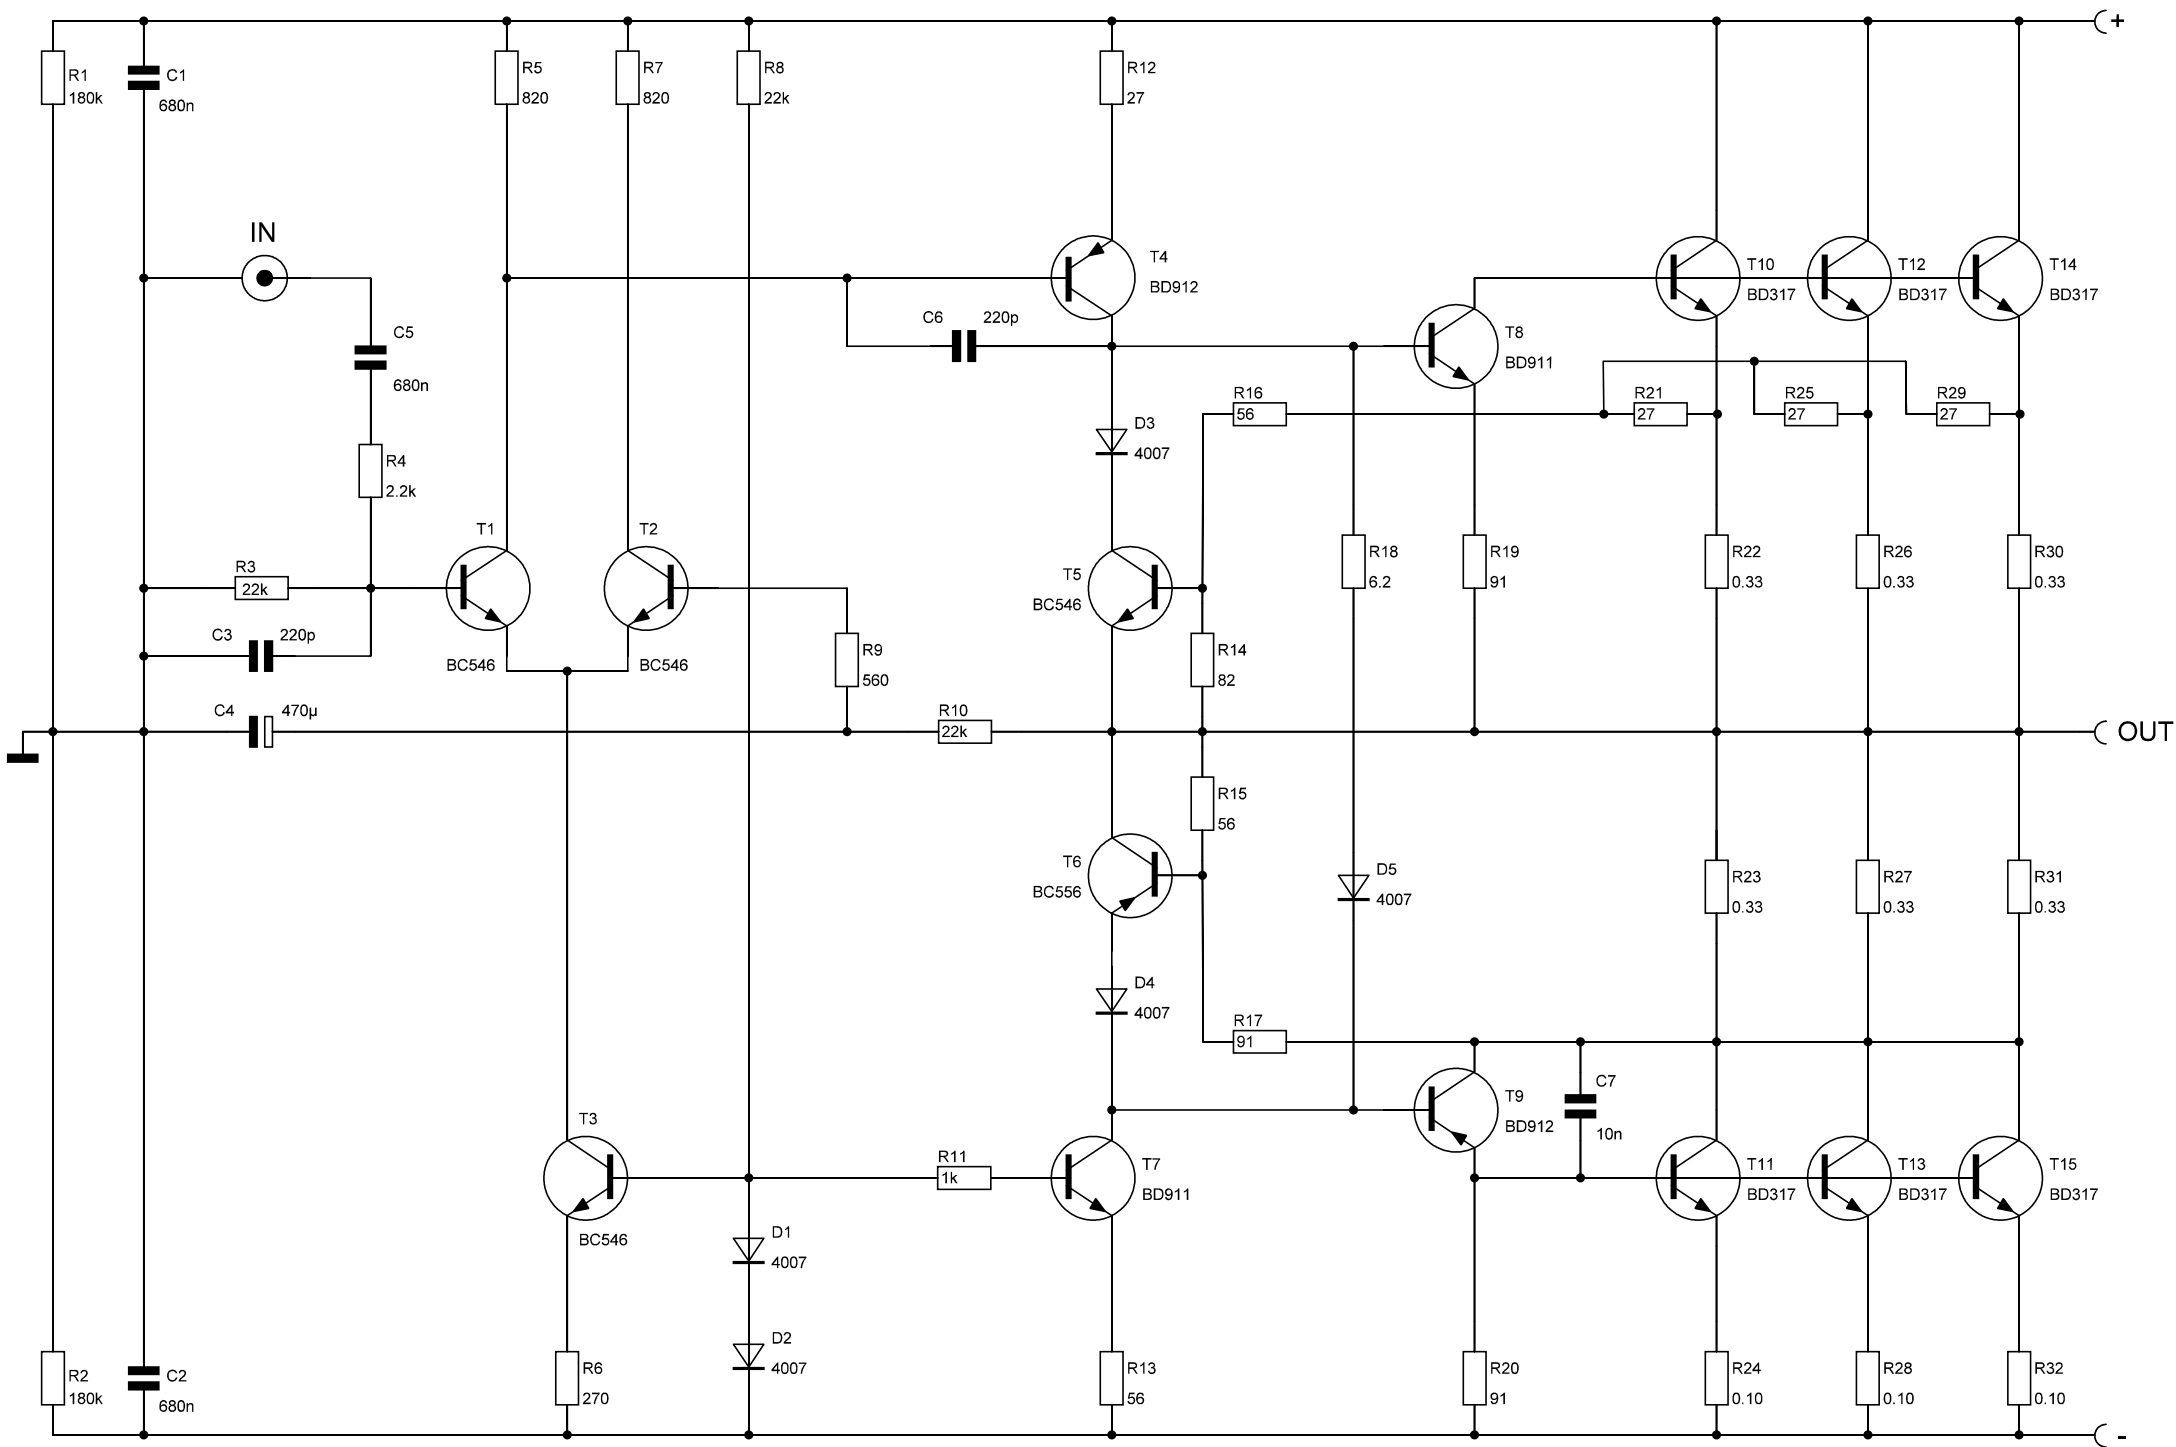 +
R1
180k
C1
680n
R5
820
R7
820
R8
22k
R12
27
IN
T4
BD912
T10
BD317
T12
BD317
T14
BD317
C5
680n
C6
220p
T8
BD911
R16
56
R21
27
R25
27
R29
27
D3
4007
R4
2.2k
T1
BC546
T2
BC546
R3
22k
T5
BC546
R18
6.2
R19
91
R22
0.33
R26
0.33
R30
0.33
C3
220p
R9
560
R14
82
C4
470µ
R10
22k
OUT
R15
56
T6
BC556
D5
4007
R23
0.33
R27
0.33
R31
0.33
D4
4007
R17
91
T9
BD912
C7
10n
T3
BC546
R11
1k
T7
BD911
T11
BD317
T13
BD317
T15
BD317
D1
4007
D2
4007
R2
180k
C2
680n
R6
270
R13
56
R20
91
R24
0.10
R28
0.10
R32
0.10
-